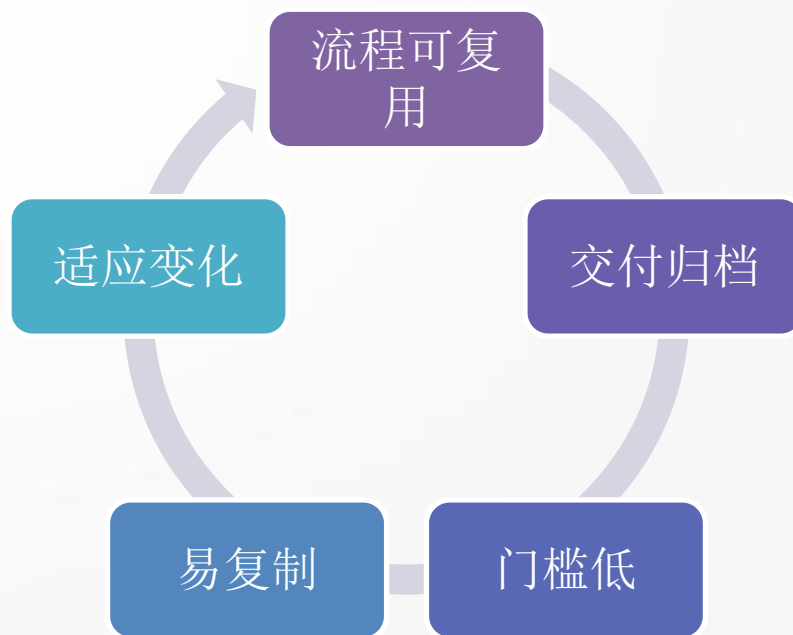 流程可复
用
交付归档
门槛低
易复制
适应变化